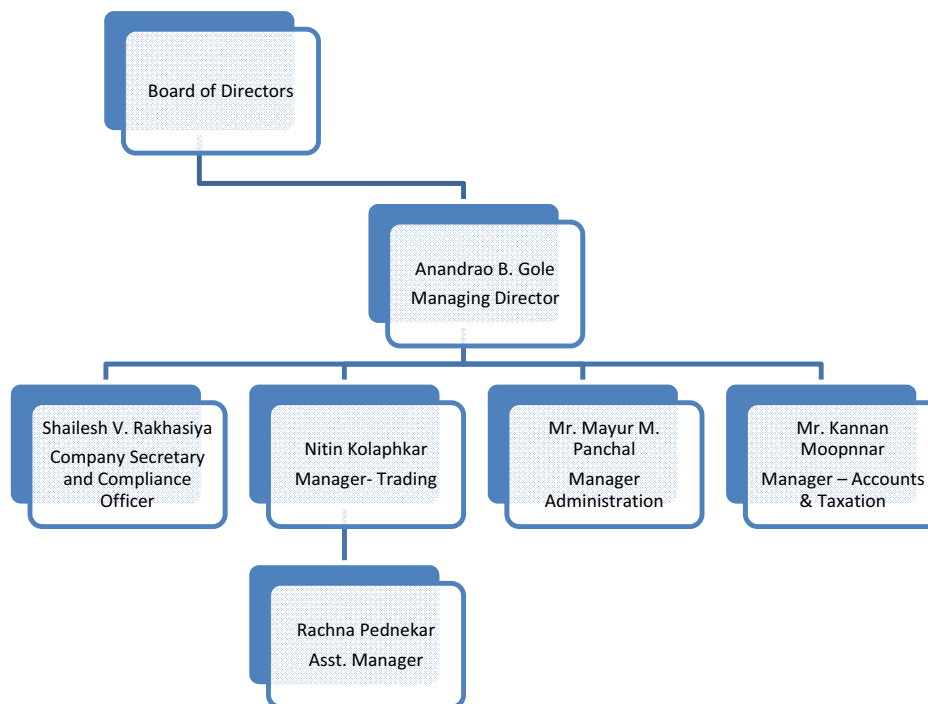 Board of Directors
Anandrao B. Gole
Managing Director
Shailesh V. Rakhasiya
Company Secretary
and Compliance
Officer
Nitin Kolaphkar
Manager- Trading
Mr. Mayur M.
Panchal
Manager
Administration
Mr. Kannan
Moopnnar
Manager – Accounts
& Taxation
Rachna Pednekar
Asst. Manager